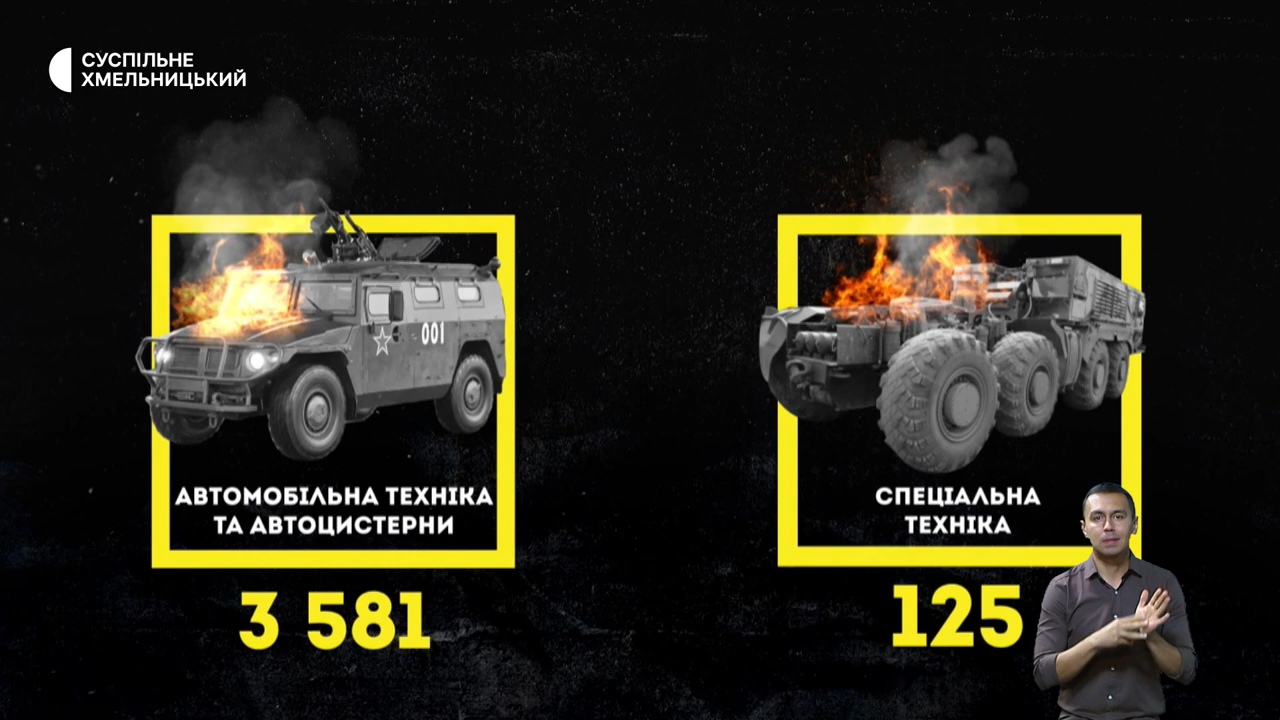 СУСПІЛЬНЕ
ХМЕЛЬНИЦЬКИЙ
001
АВТОМОБІЛЬНА ТЕХНІКА
ТА АВТОЦИСТЕРНИ
3 581
СПЕЦІАЛЬНА
ТЕХНІКА
125